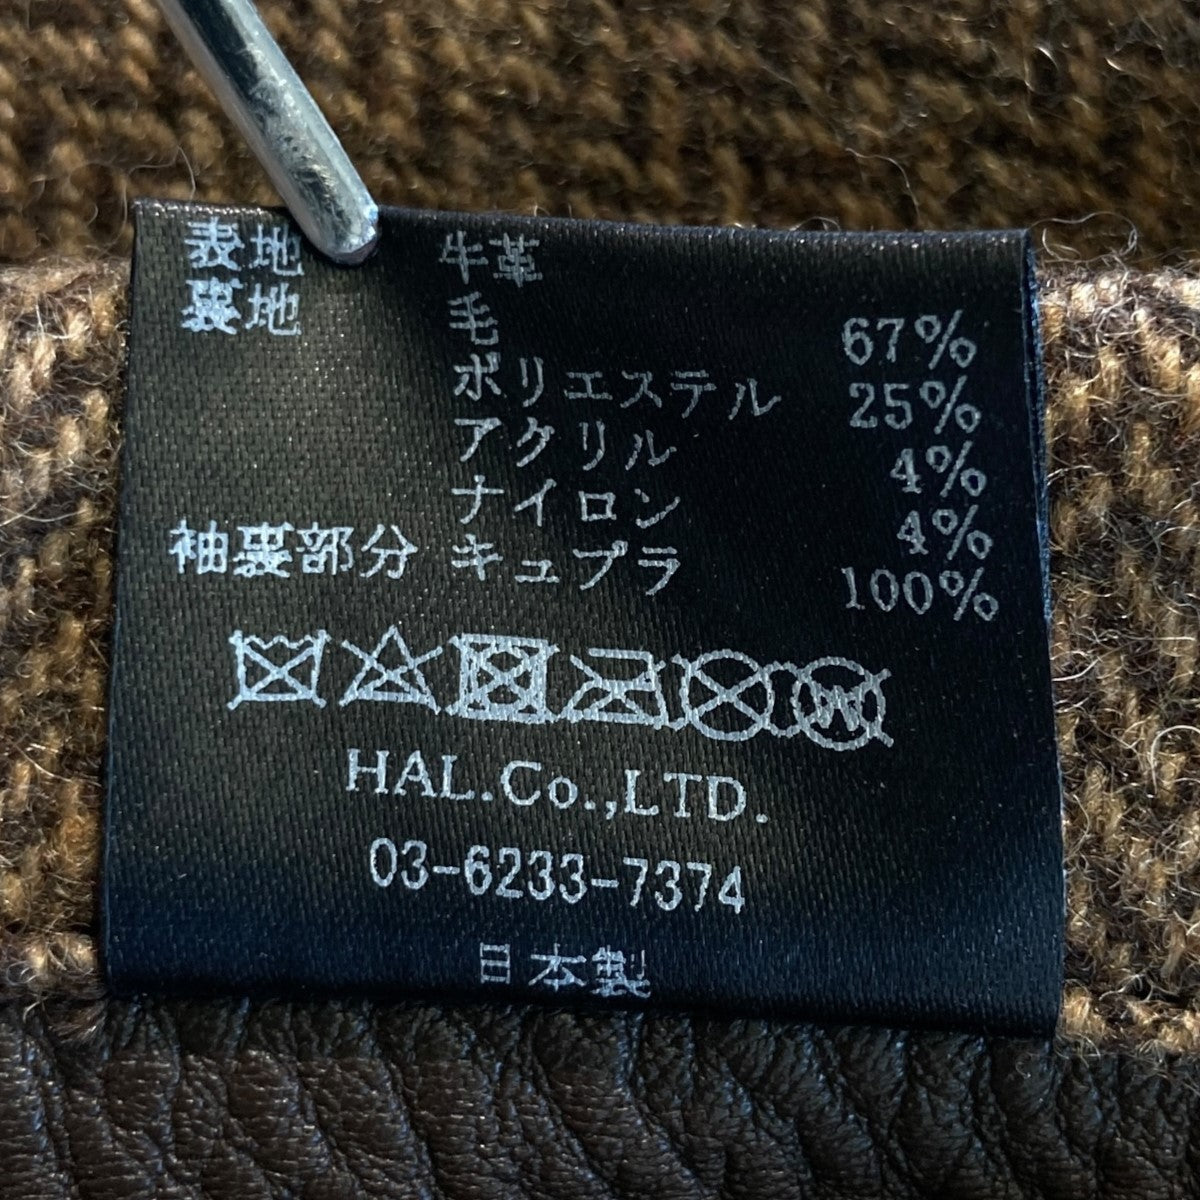 表地 牛革
裏地 毛 67%
ポリエステル 25%
アクリル 4%
ナイロン 4%
袖裏部分 キュプラ 100%
W
HAL.Co.,LTD.
03-6233-7374
日本製